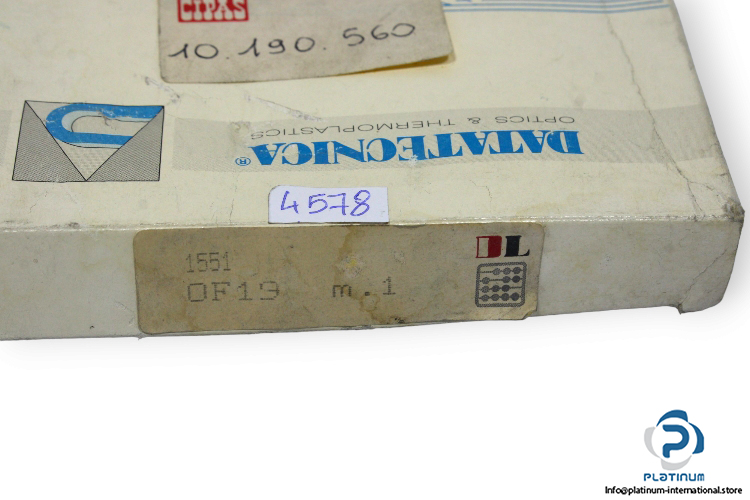 CIPAS
10.190.560
DATATECNICA®
OPTICS & THERMOPLASTICS
4578
1551
OF19 m.1
DL
PLATINUM
Info@platinum-international.store